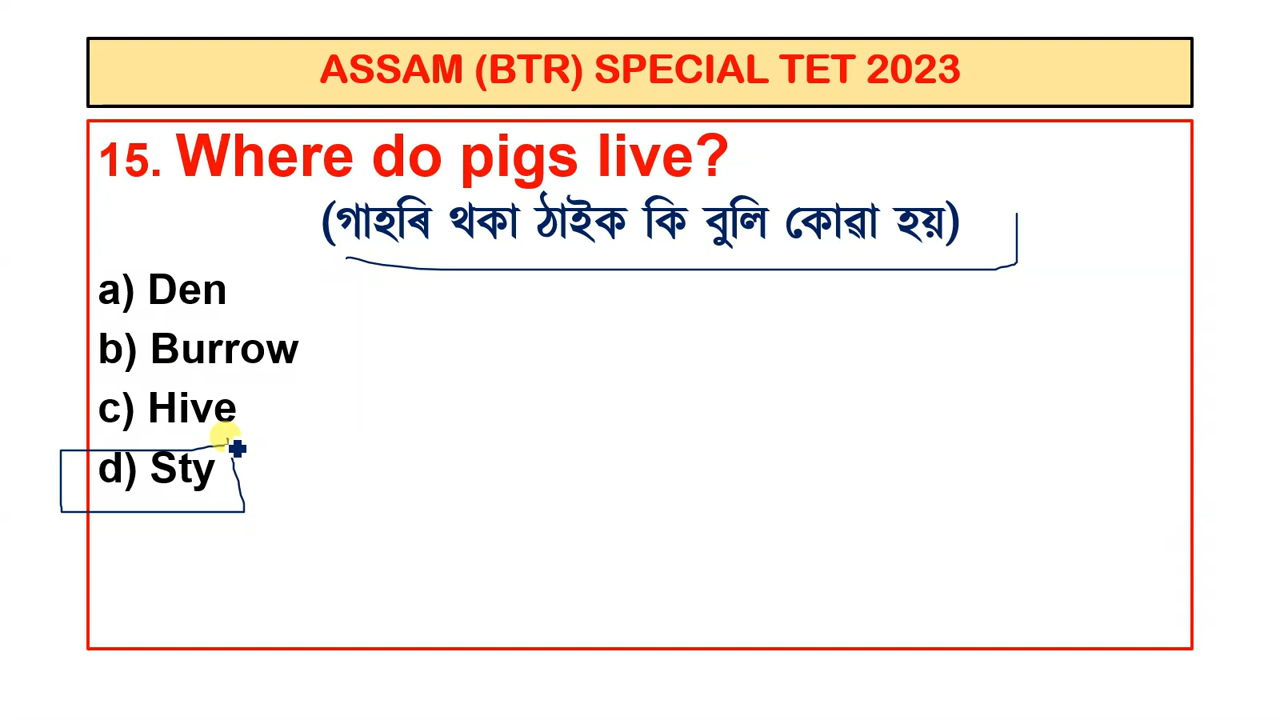 ASSAM (BTR) SPECIAL TET 2023
15. Where do pigs live?
(গাহৰি থকা ঠাইক কি বুলি কোৱা হয়)
a) Den
b) Burrow
c) Hive
d) Sty